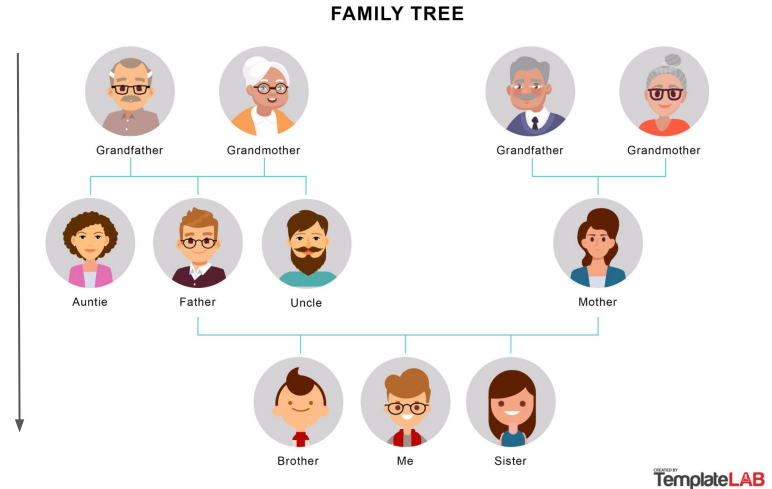 FAMILY TREE
Grandfather
Grandmother
Grandfather
Grandmother
Auntie
Father
Uncle
Mother
Brother
Me
Sister
CREATED BY
TemplateLAB